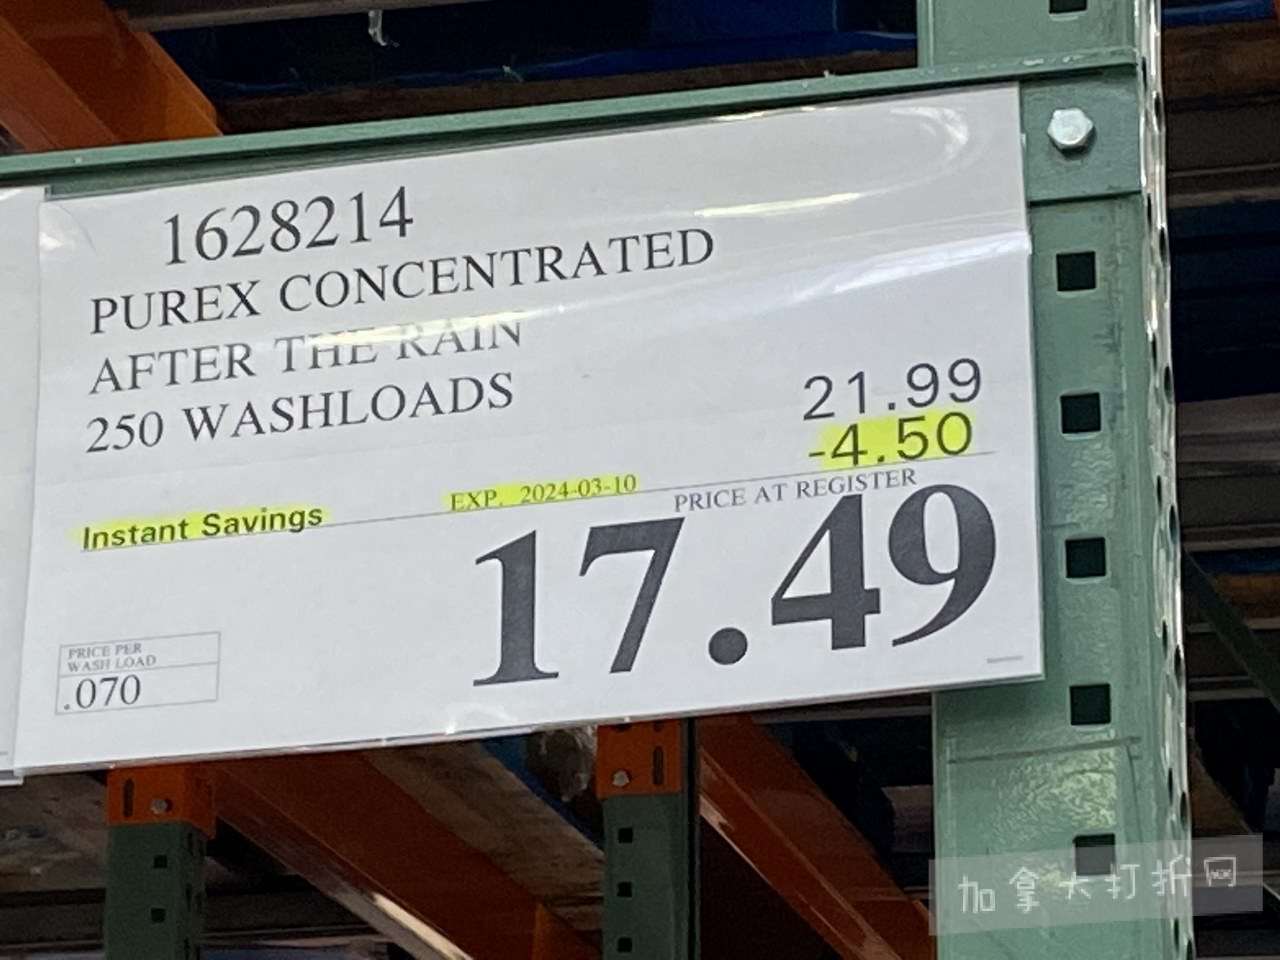 1628214
PUREX CONCENTRATED
AFTER THE RAIN
250 WASHLOADS
21.99
-4.50
Instant Savings
EXP. 2024-03-10
PRICE AT REGISTER
17.49
PRICE PER
WASH LOAD
.070
加拿大打折网